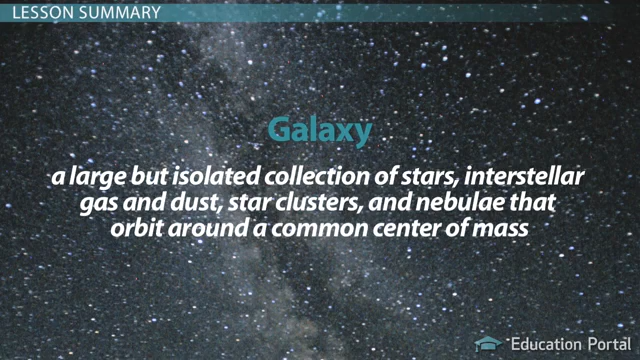 LESSON SUMMARY
Galaxy
a large but isolated collection of stars, interstellar
gas and dust, star clusters, and nebulae that
orbit around a common center of mass
Education Portal